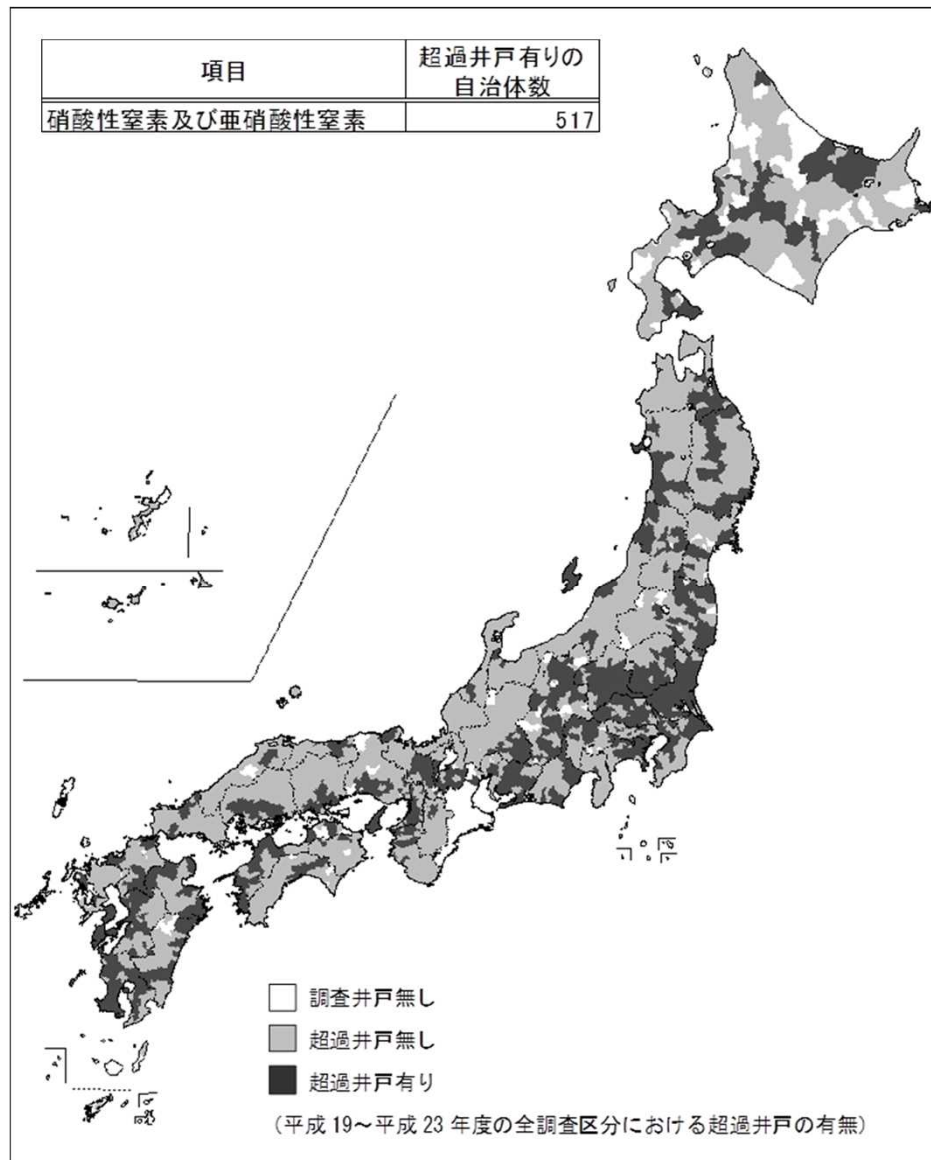 項目
超過井戸有りの
自治体数
硝酸性窒素及び亜硝酸性窒素
517
調査井戸無し
超過井戸無し
超過井戸有り
(平成19～平成23年度の全調査区分における超過井戸の有無)